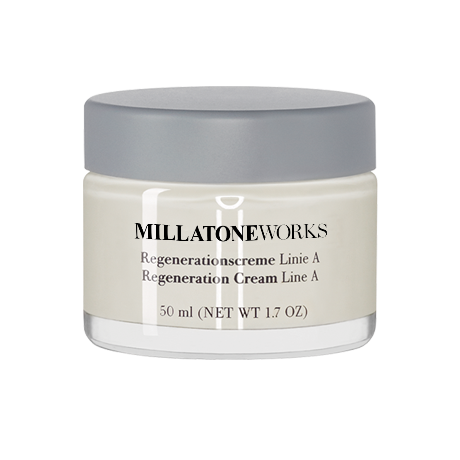 MILLATONEWORKS
Regenerationscreme Linie A
Regeneration Cream Line A
50 ml (NET WT 1.7 OZ)